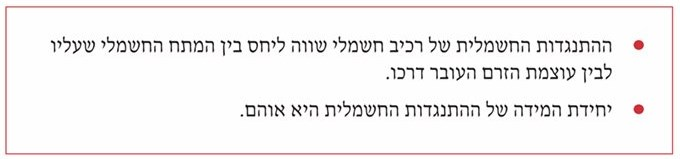 • ההתנגדות החשמלית של רכיב חשמלי שווה ליחס בין המתח החשמלי שעליו
לבין עוצמת הזרם העובר דרכו.
• יחידת המידה של ההתנגדות החשמלית היא אוהם.